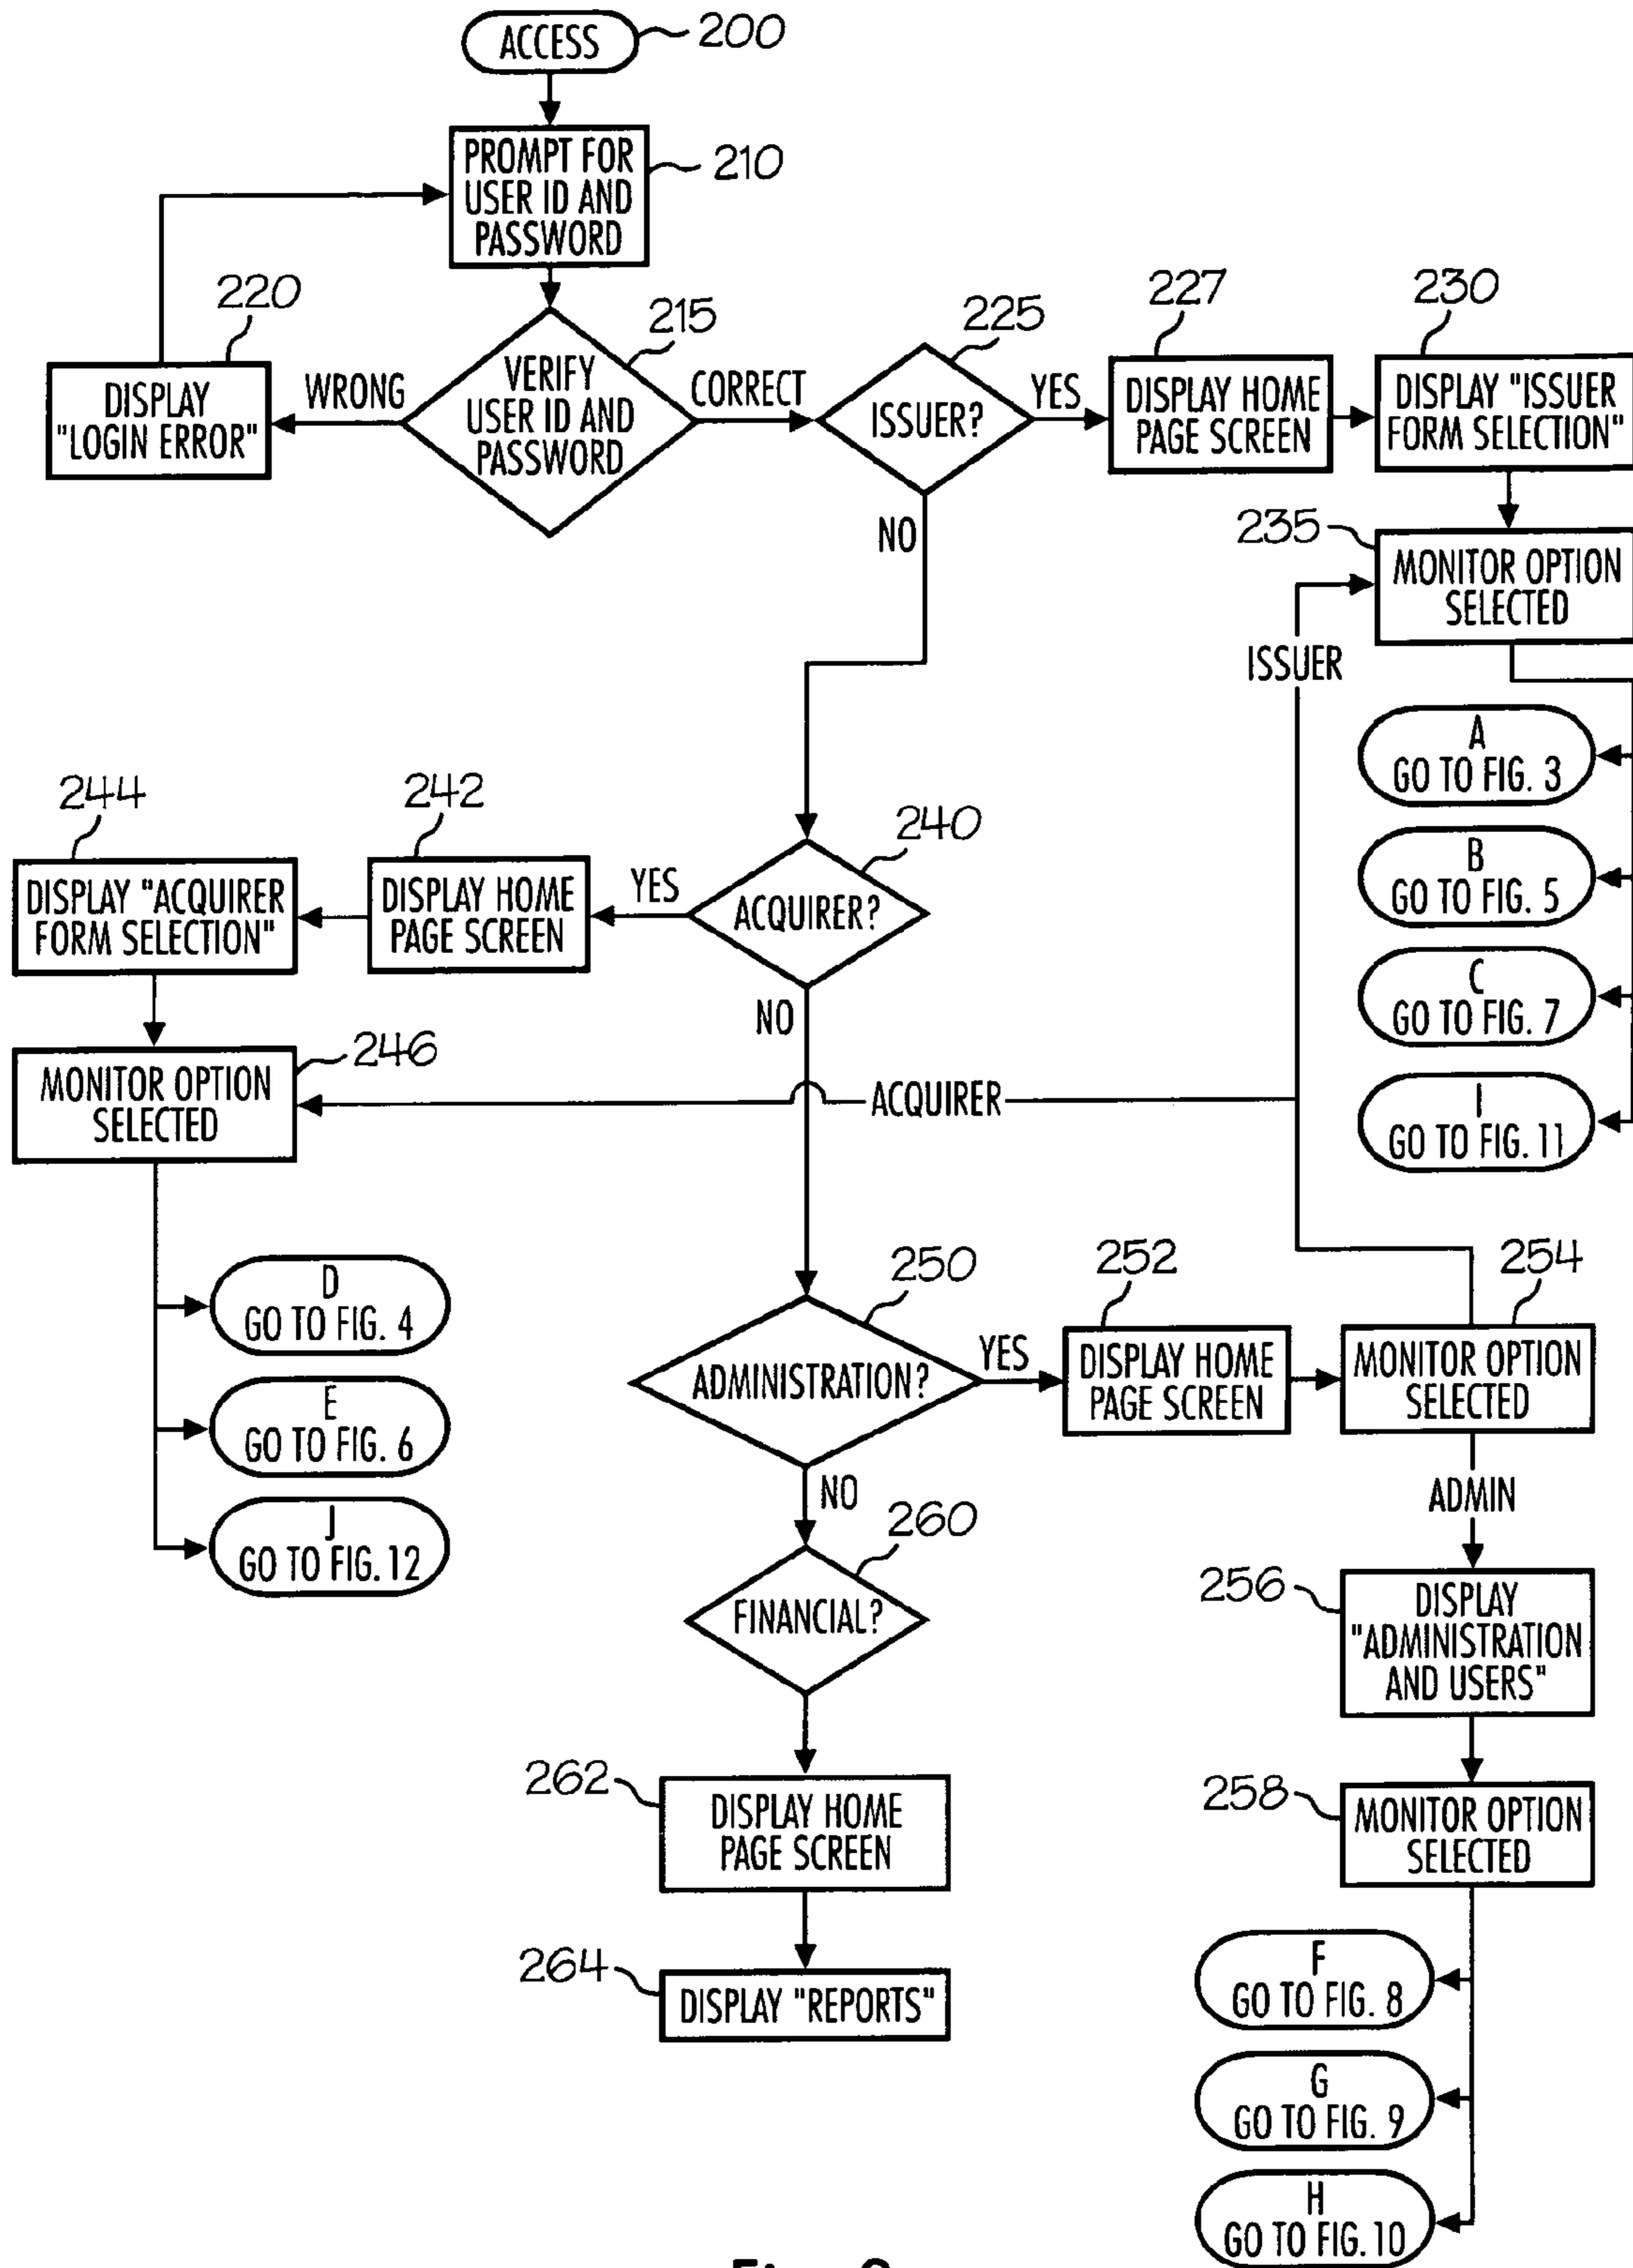 ACCESS
200
PROMPT FOR
USER ID AND
PASSWORD
210
220
DISPLAY
"LOGIN ERROR"
WRONG
215
VERIFY
USER ID AND
PASSWORD
CORRECT
225
ISSUER?
YES
NO
227
DISPLAY HOME
PAGE SCREEN
230
DISPLAY "ISSUER
FORM SELECTION"
235
MONITOR OPTION
SELECTED
ISSUER
A
GO TO FIG. 3
B
GO TO FIG. 5
C
GO TO FIG. 7
I
GO TO FIG. 11
244
DISPLAY "ACQUIRER
FORM SELECTION"
242
DISPLAY HOME
PAGE SCREEN
YES
240
ACQUIRER?
NO
246
MONITOR OPTION
SELECTED
ACQUIRER
D
GO TO FIG. 4
E
GO TO FIG. 6
J
GO TO FIG. 12
250
ADMINISTRATION?
YES
NO
252
DISPLAY HOME
PAGE SCREEN
254
MONITOR OPTION
SELECTED
ADMIN
260
FINANCIAL?
256
DISPLAY
"ADMINISTRATION
AND USERS"
262
DISPLAY HOME
PAGE SCREEN
258
MONITOR OPTION
SELECTED
264
DISPLAY "REPORTS"
F
GO TO FIG. 8
G
GO TO FIG. 9
H
GO TO FIG. 10